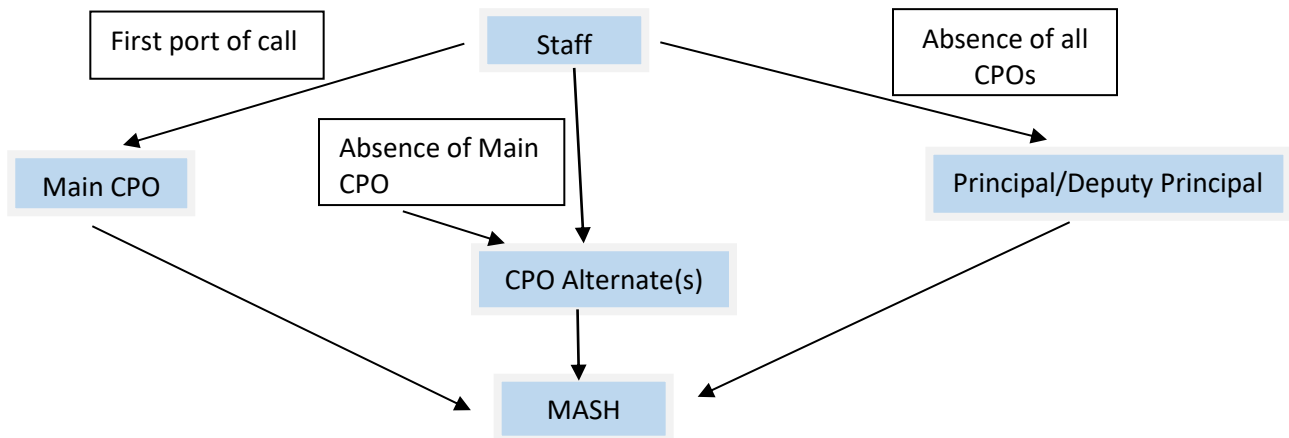 First port of call
Staff
Absence of all
CPOs
Absence of Main
CPO
Main CPO
Principal/Deputy Principal
CPO Alternate(s)
MASH